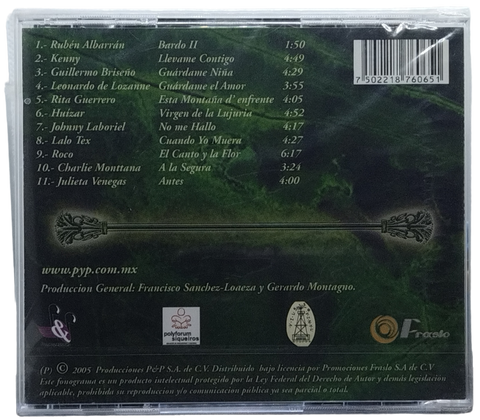 1.- Rubén Albarrán Bardo II 1:50
2.- Kenny Llevame Contigo 4:49
3.- Guillermo Briseño Guárdame Niña 4:29
4.- Leonardo de Lozanne Guárdame el Amor 3:55
5.- Rita Guerrero Esta Montaña d' enfrente 4:05
6.- Huizar Virgen de la Lujuria 4:52
7.- Johnny Laboriel No me Hallo 4:17
8.- Lalo Tex Cuando Yo Muera 4:27
9.- Roco El Canto y la Flor 6:17
10.- Charlie Monttana A la Segura 3:24
11.- Julieta Venegas Antes 4:00
7 502218 760651
www.pyp.com.mx
Produccion General: Francisco Sanchez-Loaeza y Gerardo Montagno.
polyforum
siqueiros
Fraslo
(P) © 2005 Producciones P&P S.A. de C.V. Distribuido bajo licencia por Promociones Fraslo S.A de C.V
Este fonograma es un producto intelectual protegido por la Ley Federal del Derecho de Autor y demás legislación
aplicable, prohibida su reproducción y/o comunicación publica ya sea parcial o total.